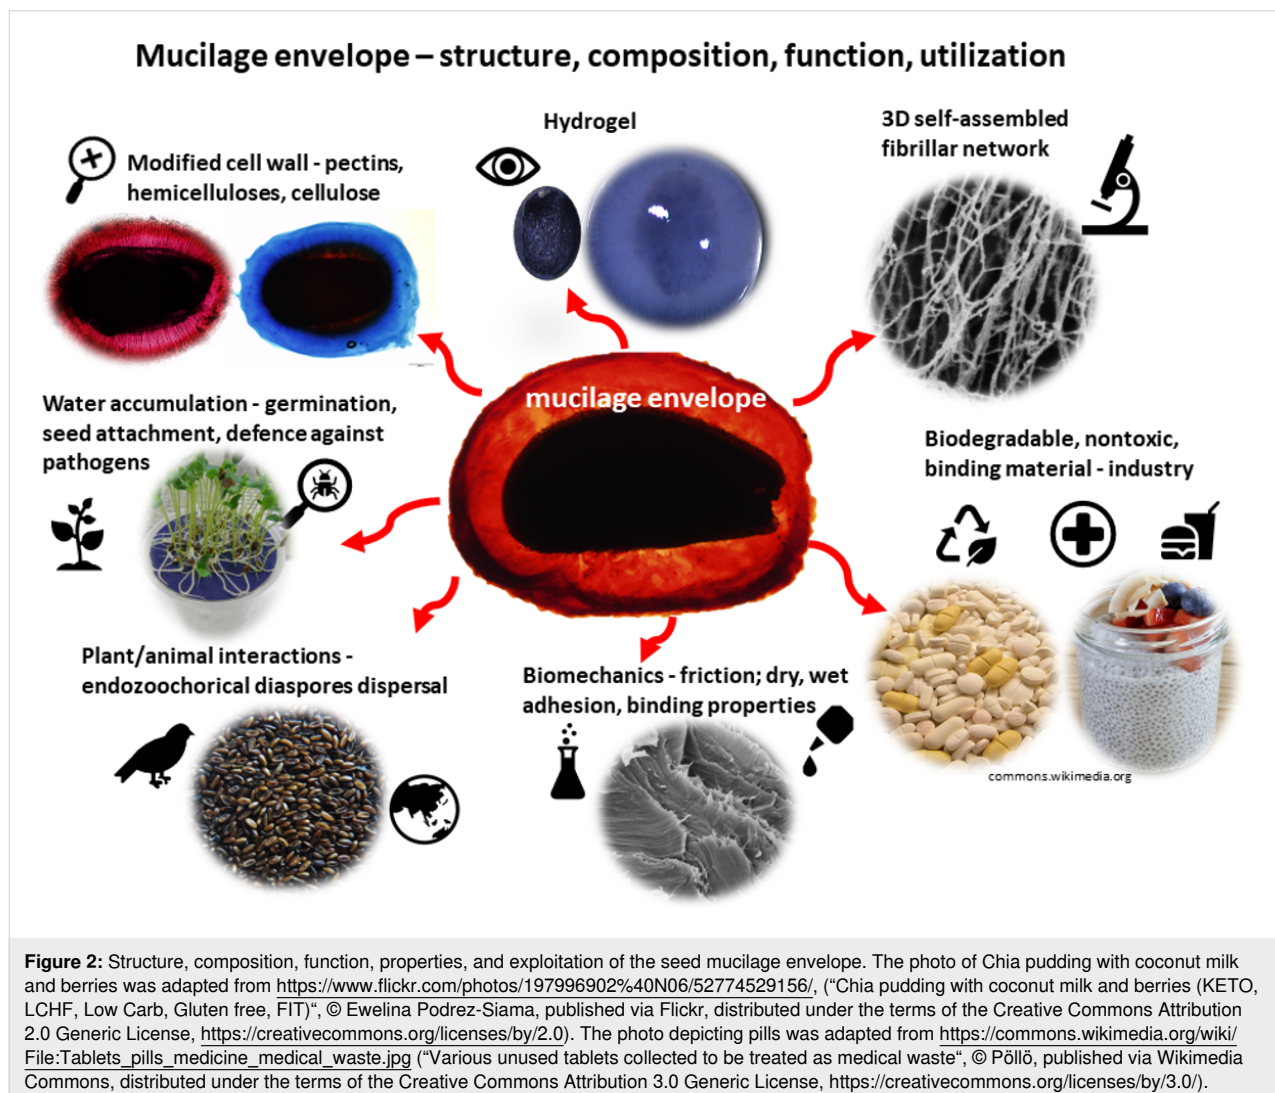 Mucilage envelope – structure, composition, function, utilization
Hydrogel
3D self-assembled
fibrillar network
Modified cell wall - pectins,
hemicelluloses, cellulose
mucilage envelope
Water accumulation - germination,
seed attachment, defence against
pathogens
Biodegradable, nontoxic,
binding material - industry
Plant/animal interactions -
endozoochorical diaspores dispersal
Biomechanics - friction; dry, wet
adhesion, binding properties
commons.wikimedia.org
Figure 2: Structure, composition, function, properties, and exploitation of the seed mucilage envelope. The photo of Chia pudding with coconut milk
and berries was adapted from https://www.flickr.com/photos/197996902%40N06/52774529156/, (“Chia pudding with coconut milk and berries (KETO,
LCHF, Low Carb, Gluten free, FIT)“, © Ewelina Podrez-Siama, published via Flickr, distributed under the terms of the Creative Commons Attribution
2.0 Generic License, https://creativecommons.org/licenses/by/2.0). The photo depicting pills was adapted from https://commons.wikimedia.org/wiki/
File:Tablets_pills_medicine_medical_waste.jpg (“Various unused tablets collected to be treated as medical waste“, © Pöllö, published via Wikimedia
Commons, distributed under the terms of the Creative Commons Attribution 3.0 Generic License, https://creativecommons.org/licenses/by/3.0/).